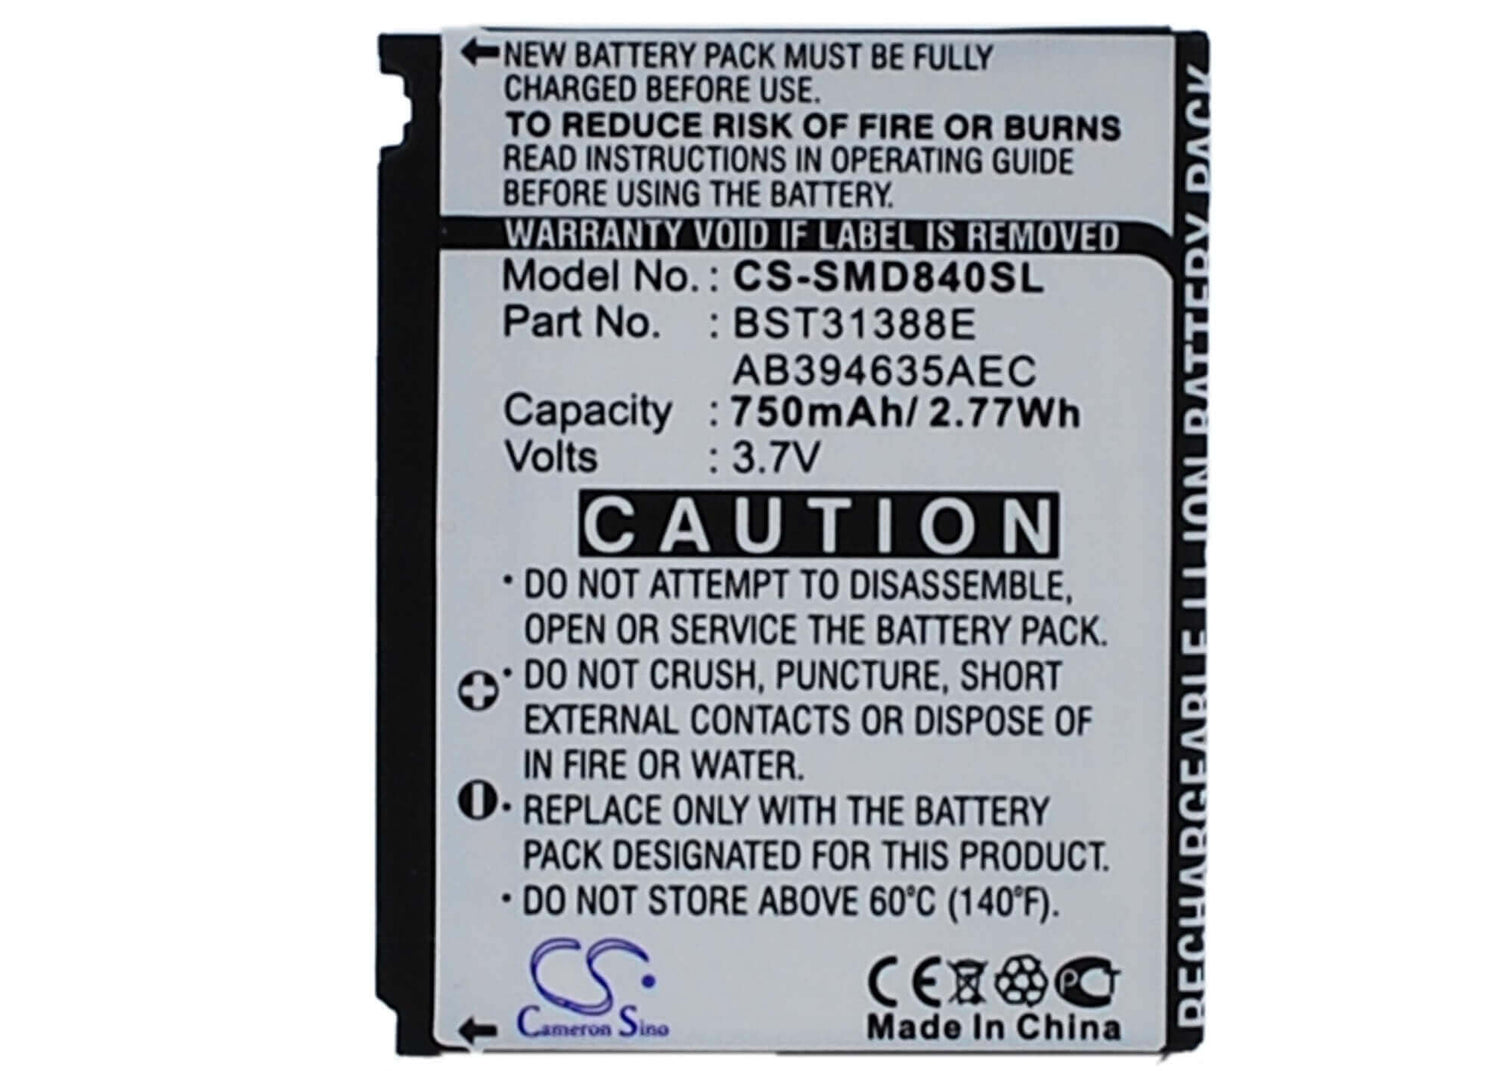 NEW BATTERY PACK MUST BE FULLY
CHARGED BEFORE USE.
TO REDUCE RISK OF FIRE OR BURNS
READ INSTRUCTIONS IN OPERATING GUIDE
BEFORE USING THE BATTERY.
WARRANTY VOID IF LABEL IS REMOVED
Model No. : CS-SMD840SL
Part No. : BST31388E
AB394635AEC
Capacity : 750mAh/ 2.77Wh
Volts : 3.7V
CAUTION
· DO NOT ATTEMPT TO DISASSEMBLE,
OPEN OR SERVICE THE BATTERY PACK.
· DO NOT CRUSH, PUNCTURE, SHORT
EXTERNAL CONTACTS OR DISPOSE OF
IN FIRE OR WATER.
· REPLACE ONLY WITH THE BATTERY
PACK DESIGNATED FOR THIS PRODUCT.
· DO NOT STORE ABOVE 60°C (140°F).
CS
Cameron Sino
CE
Made In China
RECHARGEABLE LI-ION BATTERY PACK